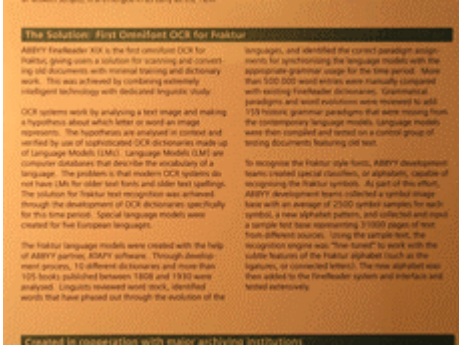 The Solution: First Omnifont OCR for Fraktur
ABBYY FineReader XIX is the first omnifont OCR for
Fraktur, giving users a solution for scanning and convert-
ing old documents with minimal training and dictionary
work. This was achieved by combining extremely
intelligent technology with dedicated linguistic study.
OCR systems work by analysing a text image and making
a hypothesis about which letter or word an image
represents. The hypotheses are analysed in context and
verified by use of sophisticated OCR dictionaries made up
of Language Models (LMs). Language Models (LM) are
computer databases that describe the vocabulary of a
language. The problem is that modern OCR systems do
not have LMs for older text fonts and older text spellings.
The solution for Fraktur text recognition was achieved
through the development of OCR dictionaries specifically
for this time period. Special language models were
created for five European languages.
The Fraktur language models were created with the help
of ABBYY partner, ATAPY software. Through develop-
ment process, 10 different dictionaries and more than
105 books published between 1808 and 1930 were
analysed. Linguists reviewed word stock, identified
words that have phased out through the evolution of the
languages, and identified the correct paradigm assign-
ments for synchronising the language models with the
appropriate grammar usage for the time period. More
than 500 000 word entries were manually compared
with existing FineReader dictionaries. Grammatical
paradigms and word evolutions were reviewed to add
159 historic grammar paradigms that were missing from
the contemporary language models. Language models
were then compiled and tested on a control group of
testing documents featuring old text.
To recognise the Fraktur style fonts, ABBYY development
teams created special classifiers, or alphabets, capable of
recognising the Fraktur symbols. As part of this effort,
ABBYY development teams collected a symbol image
base with an average of 2500 symbol samples for each
symbol, a new alphabet pattern, and collected and input
a sample text base representing 31000 pages of text
from different sources. Using the sample text, the
recognition engine was "fine-tuned" to work with the
subtle features of the Fraktur alphabet (such as the
ligatures, or connected letters). The new alphabet was
then added to the FineReader system and interface and
tested extensively.
Created in cooperation with major archiving institutions